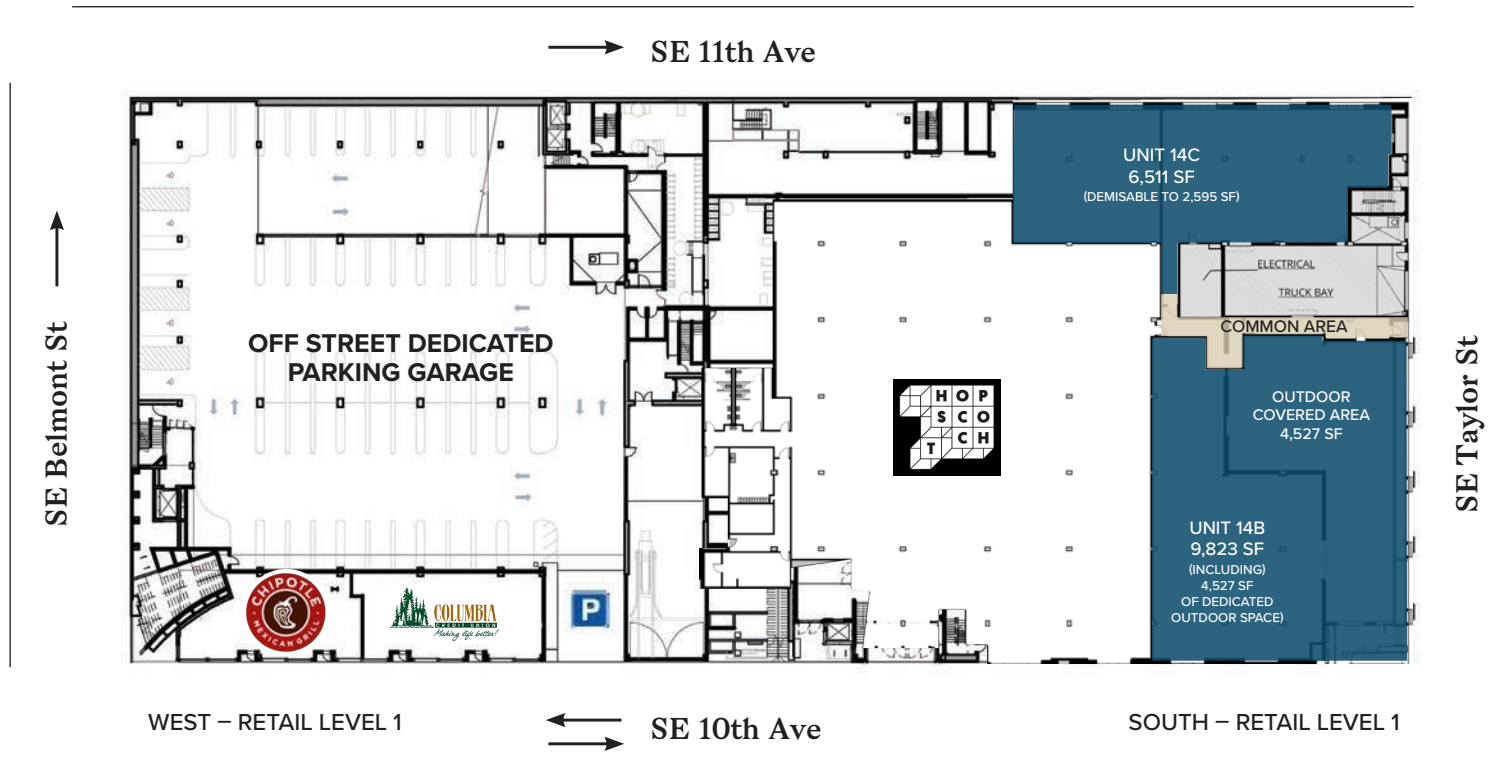 SE 11th Ave
SE Belmont St
SE Taylor St
UNIT 14C
6,511 SF
(DEMISABLE TO 2,595 SF)
ELECTRICAL
TRUCK BAY
COMMON AREA
OFF STREET DEDICATED
PARKING GARAGE
HOP
SCO
TCH
OUTDOOR
COVERED AREA
4,527 SF
UNIT 14B
9,823 SF
(INCLUDING)
4,527 SF
OF DEDICATED
OUTDOOR SPACE)
CHIPOTLE
MEXICAN GRILL
COLUMBIA
CREDIT UNION
Making life better!
P
WEST – RETAIL LEVEL 1
SE 10th Ave
SOUTH – RETAIL LEVEL 1